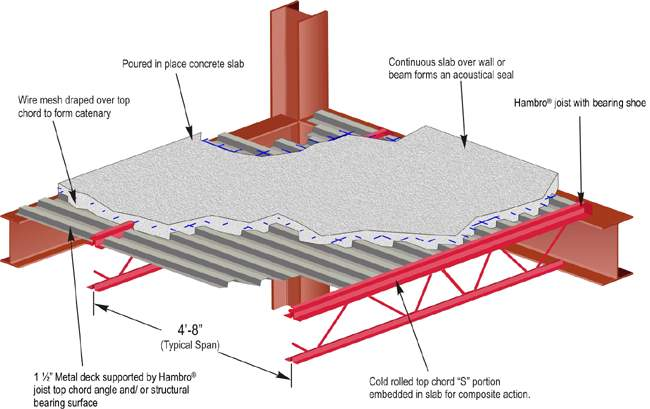 Poured in place concrete slab
Continuous slab over wall or
beam forms an acoustical seal
Wire mesh draped over top
chord to form catenary
Hambro® joist with bearing shoe
4'-8"
(Typical Span)
1 ½" Metal deck supported by Hambro®
joist top chord angle and/ or structural
bearing surface
Cold rolled top chord “S” portion
embedded in slab for composite action.